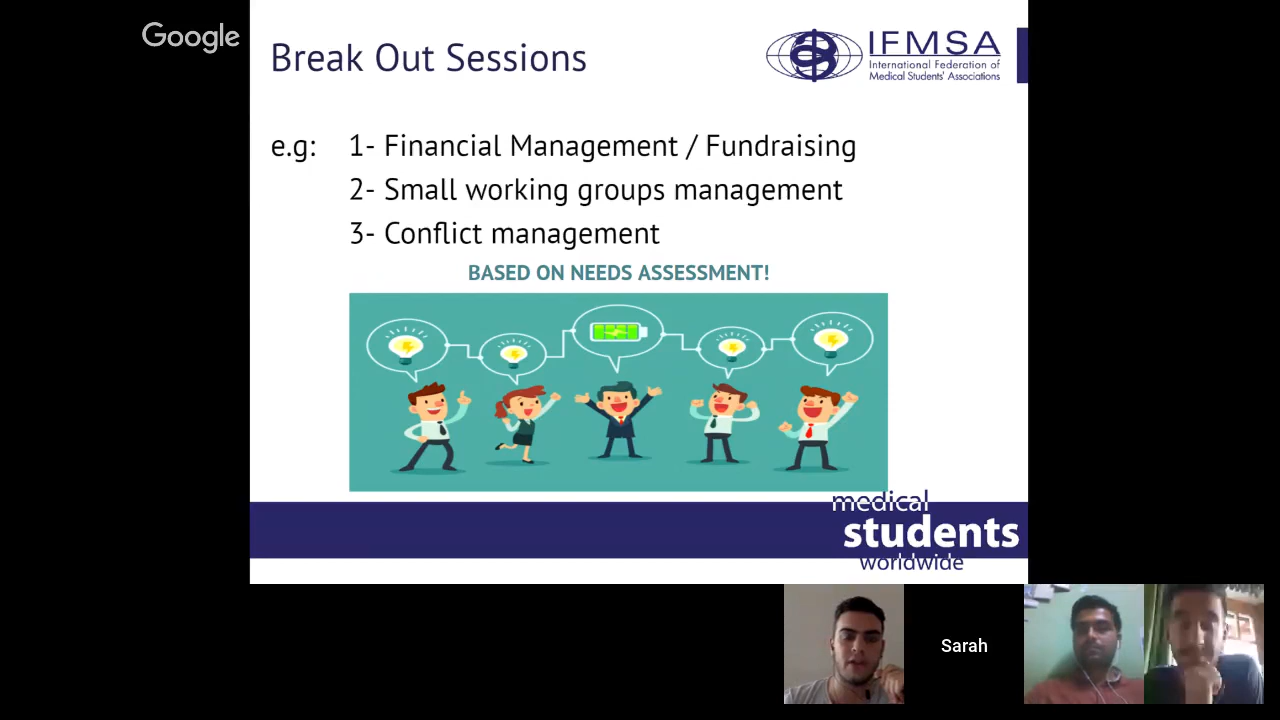 Google
Break Out Sessions
IFMSA
International Federation of
Medical Students' Associations
e.g: 1- Financial Management / Fundraising
2- Small working groups management
3- Conflict management
BASED ON NEEDS ASSESSMENT!
medical
students
worldwide
Sarah